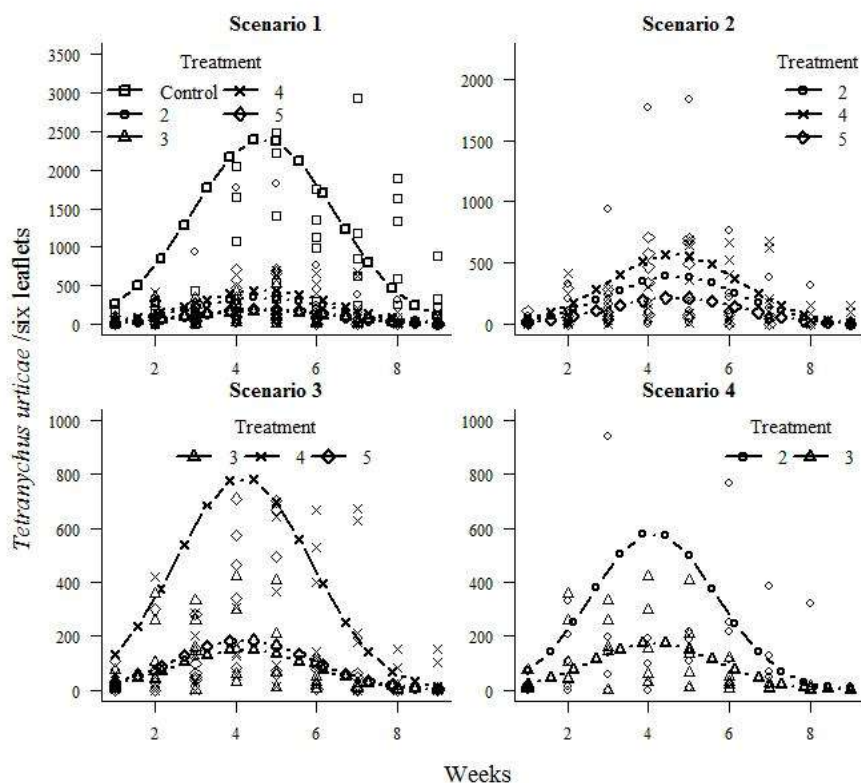 Scenario 1
Scenario 2
Treatment
Control 4
2 5
3
Treatment
2
4
5
3500
3000
2500
2000
1500
1000
500
0
2000
1500
1000
500
0
2 4 6 8
2 4 6 8
Scenario 3
Scenario 4
Treatment
3 4 5
Treatment
2 3
1000
800
600
400
200
0
1000
800
600
400
200
0
2 4 6 8
2 4 6 8
Tetranychus urticae /six leaflets
Weeks